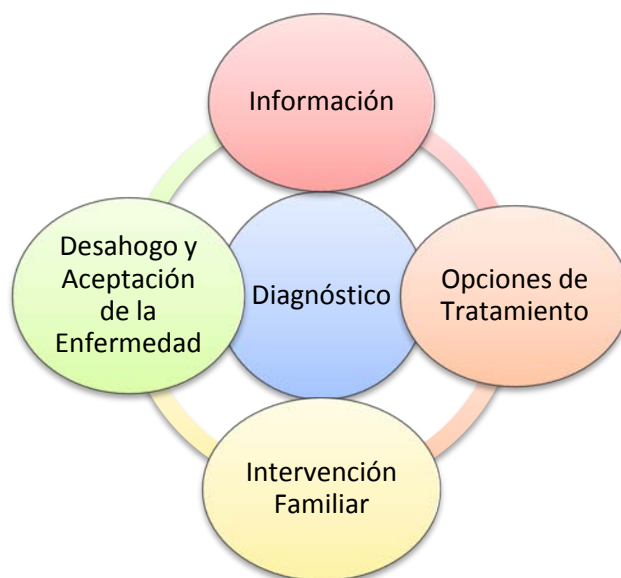 Información
Desahogo y
Aceptación
de la
Enfermedad
Diagnóstico
Opciones de
Tratamiento
Intervención
Familiar